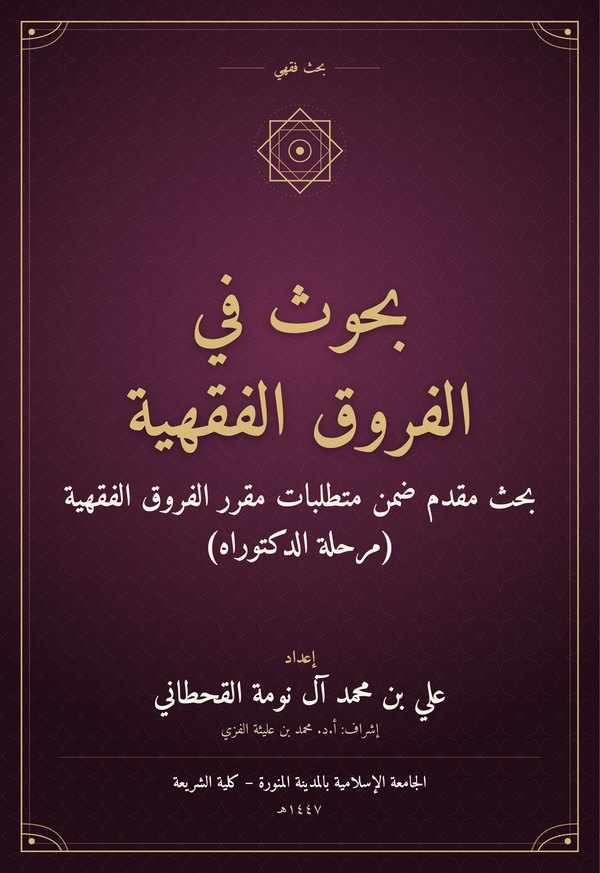 بحث فقهي
بحوث في
الفروق الفقهية
بحث مقدم ضمن متطلبات مقرر الفروق الفقهية
(مرحلة الدكتوراه)
إعداد
علي بن محمد آل نومة القحطاني
إشراف: أ.د. محمد بن عليثة الفزي
الجامعة الإسلامية بالمدينة المنورة – كلية الشريعة
١٤٤٧هـ